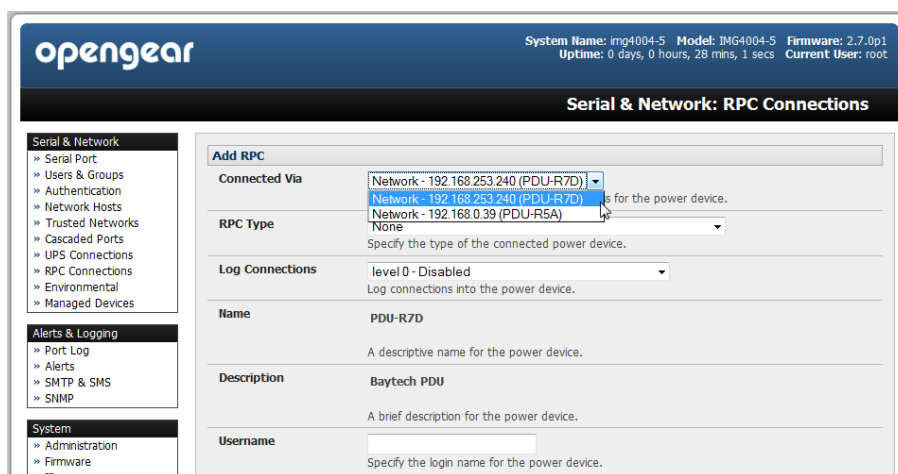 opengear
System Name: img4004-5 Model: IMG4004-5 Firmware: 2.7.0p1
Uptime: 0 days, 0 hours, 28 mins, 1 secs Current User: root
Serial & Network: RPC Connections
Serial & Network
» Serial Port
» Users & Groups
» Authentication
» Network Hosts
» Trusted Networks
» Cascaded Ports
» UPS Connections
» RPC Connections
» Environmental
» Managed Devices
Alerts & Logging
» Port Log
» Alerts
» SMTP & SMS
» SNMP
System
» Administration
» Firmware
Add RPC
Connected Via
Network - 192.168.253.240 (PDU-R7D)
Network - 192.168.253.240 (PDU-R7D)
s for the power device.
Network - 192.168.0.39 (PDU-R5A)
RPC Type
None
Specify the type of the connected power device.
Log Connections
level 0 - Disabled
Log connections into the power device.
Name
PDU-R7D
A descriptive name for the power device.
Description
Baytech PDU
A brief description for the power device.
Username
Specify the login name for the power device.